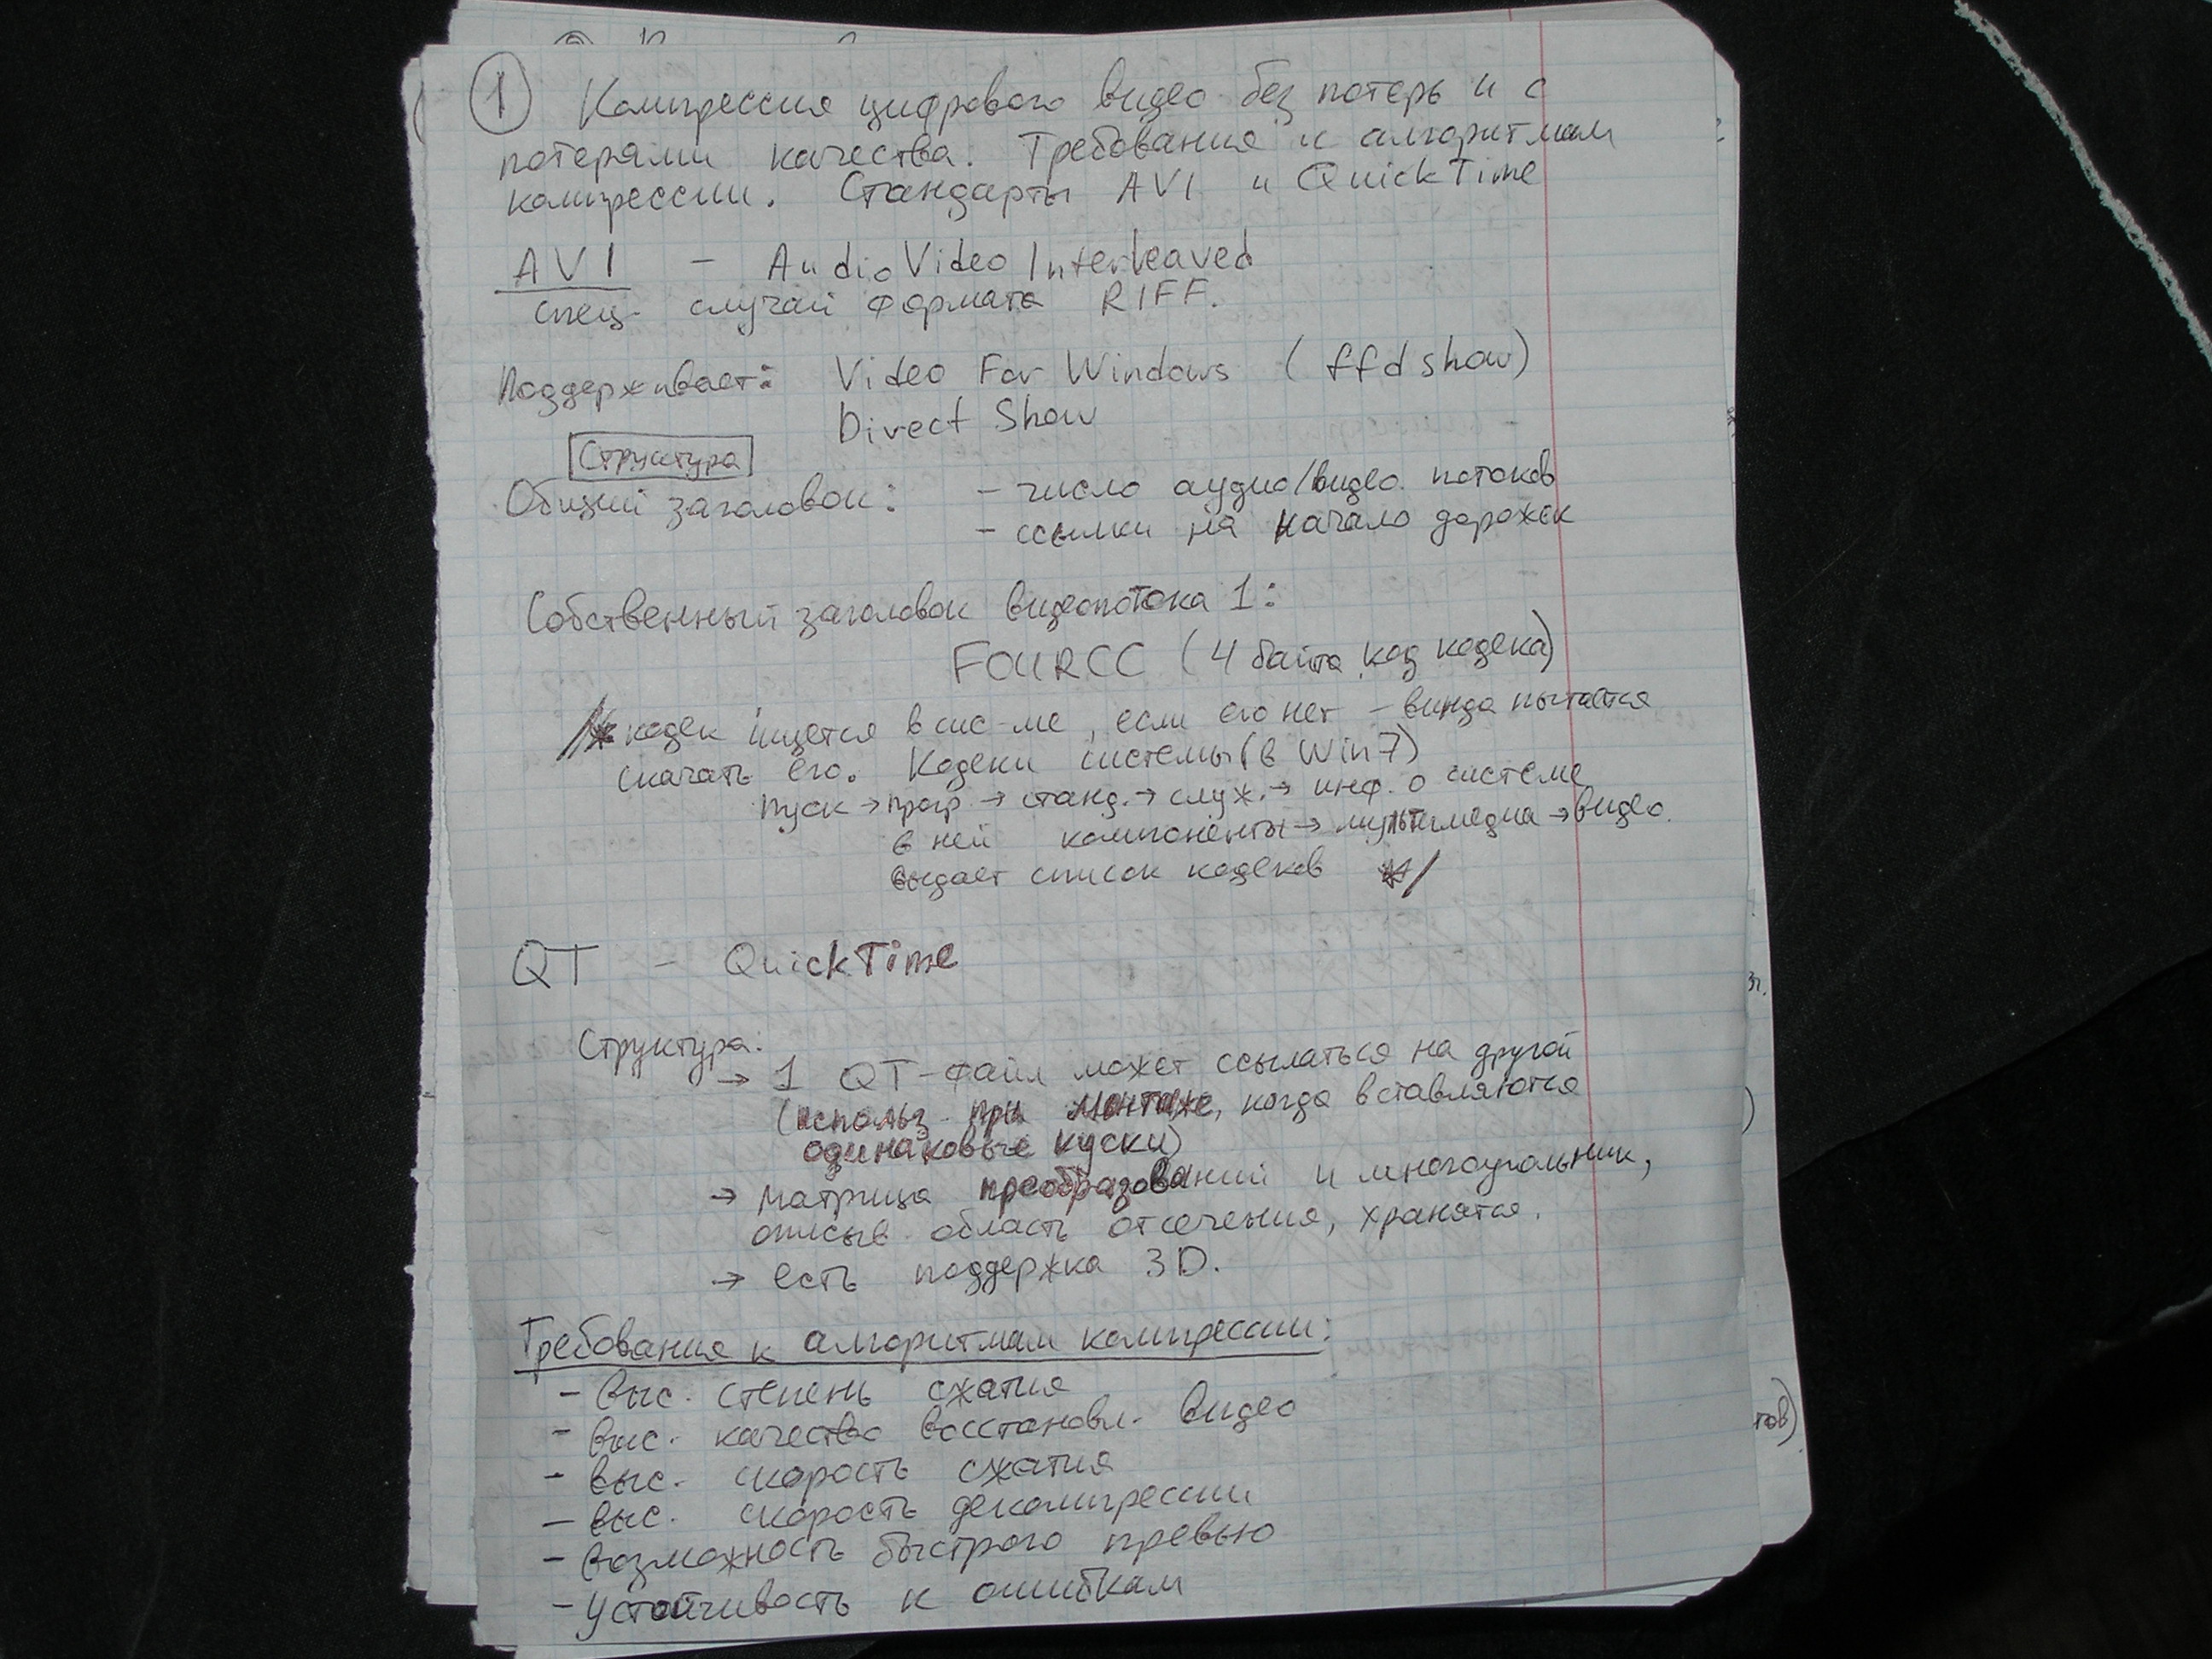 1 Компрессия цифрового видео без потерь и с
потерями качества. Требования к алгоритмам
компрессии. Стандарты AVI и QuickTime
AVI - Audio Video Interleaved
спец. случай формата RIFF.
Поддерживает: Video For Windows (ffdshow)
Direct Show
Структура
Общий заголовок: - число аудио/видео потоков
- ссылки на начало дорожек
Собственный заголовок видеопотока 1:
FOURCC (4 байта код кодека)
/* кодек ищется в сис-ме, если его нет - винда пытается
скачать его. Кодеки системы (в Win7)
пуск → прогр. → станд. → служ. → инф. о системе
в ней компоненты → мультимедиа → видео.
выдает список кодеков */
QT - QuickTime
Структура:
→ 1 QT-файл может ссылаться на другой
(использ. при монтаже, когда вставляются
одинаковые куски)
→ матрица преобразований и многоугольник,
описыв. область отсечения, хранятся.
→ есть поддержка 3D.
Требования к алгоритмам компрессии:
- выс. степень сжатия
- выс. качество восстановл. видео
- выс. скорость сжатия
- выс. скорость декомпрессии
- возможность быстрого превью
- устойчивость к ошибкам